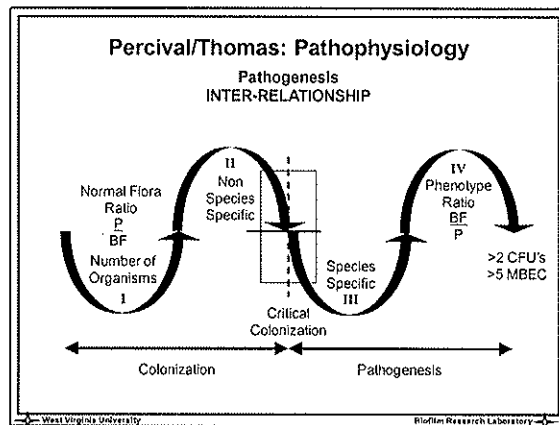 Percival/Thomas: Pathophysiology
Pathogenesis
INTER-RELATIONSHIP
Normal Flora
Ratio
P
BF
Number of
Organisms
I
II
Non
Species
Specific
Critical
Colonization
Species
Specific
III
IV
Phenotype
Ratio
BF
P
>2 CFU's
>5 MBEC
Colonization
Pathogenesis
West Virginia University
Biofilm Research Laboratory